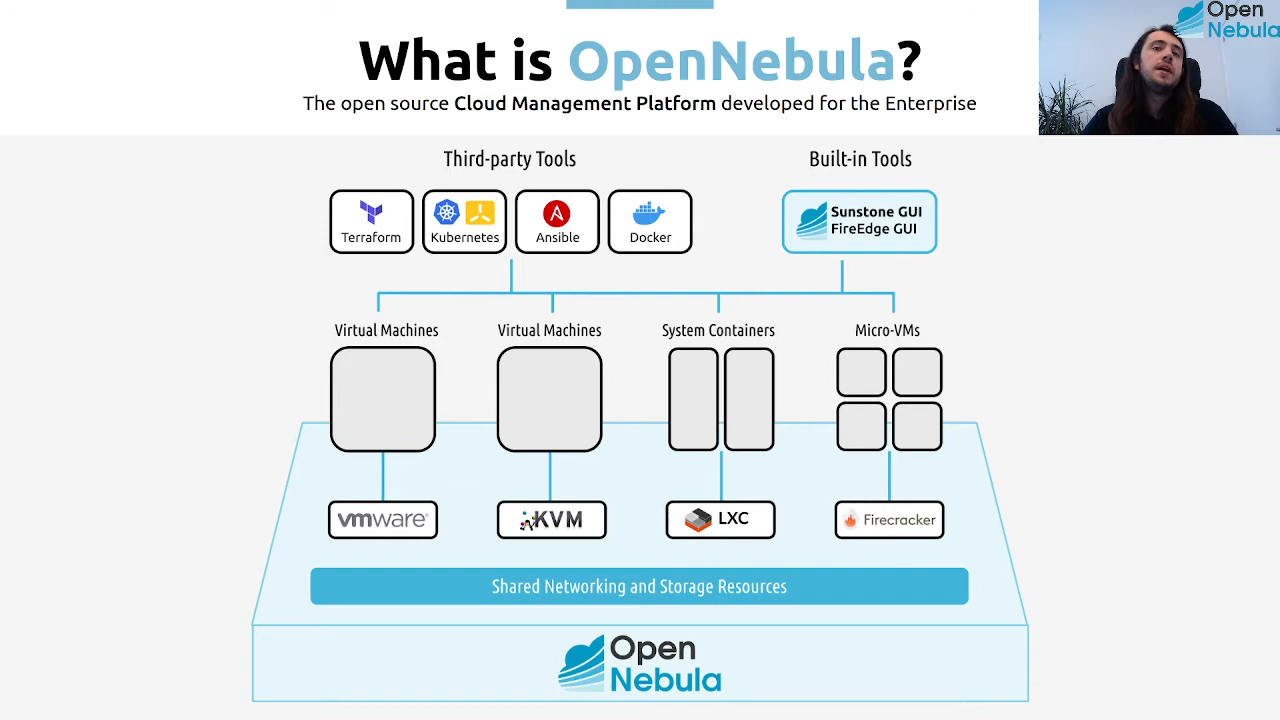 What is OpenNebula?
The open source Cloud Management Platform developed for the Enterprise
Open
Nebula
Third-party Tools
Built-in Tools
Terraform
Kubernetes
Ansible
Docker
Sunstone GUI
FireEdge GUI
Virtual Machines
Virtual Machines
System Containers
Micro-VMs
vmware®
KVM
LXC
Firecracker
Shared Networking and Storage Resources
Open
Nebula